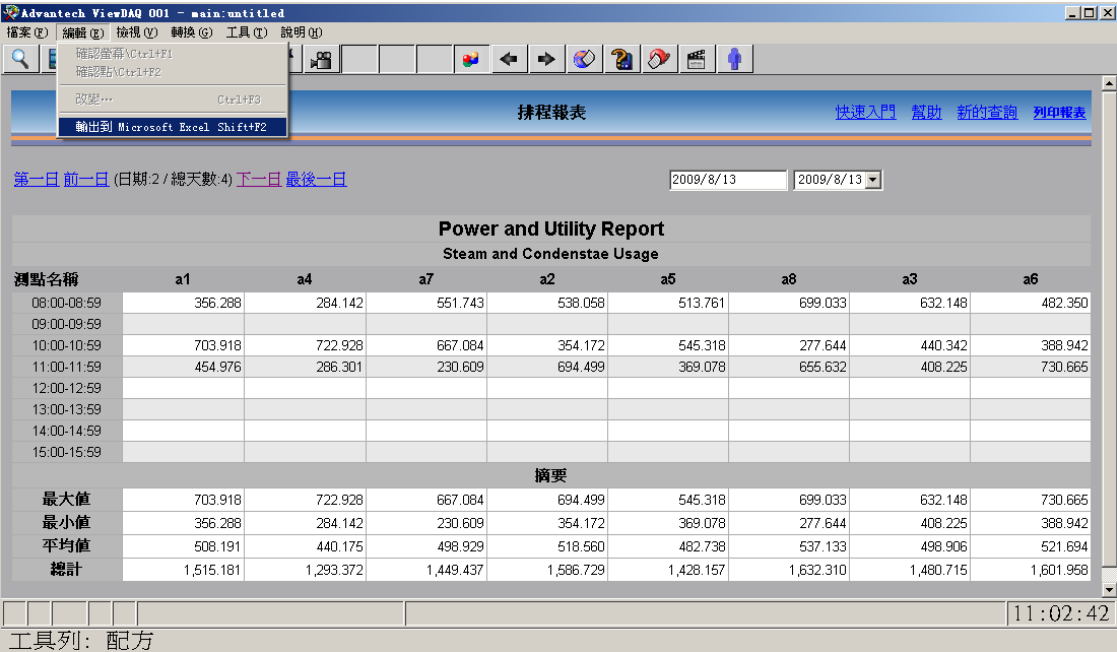 Advantech ViewDAQ 001 - main:untitled
檔案(F) 編輯(E) 檢視(V) 轉換(G) 工具(T) 說明(H)
確認螢幕\Ctrl+F1
確認點\Ctrl+F2
改變… Ctrl+F3
輸出到 Microsoft Excel Shift+F2
排程報表 快速入門 幫助 新的查詢 列印報表
第一日 前一日 (日期:2 / 總天數:4) 下一日 最後一日 2009/8/13 2009/8/13
Power and Utility Report
Steam and Condenstae Usage
測點名稱 a1 a4 a7 a2 a5 a8 a3 a6
08:00-08:59 356.288 284.142 551.743 538.058 513.761 699.033 632.148 482.350
09:00-09:59
10:00-10:59 703.918 722.928 667.084 354.172 545.318 277.644 440.342 388.942
11:00-11:59 454.976 286.301 230.609 694.499 369.078 655.632 408.225 730.665
12:00-12:59
13:00-13:59
14:00-14:59
15:00-15:59
摘要
最大值 703.918 722.928 667.084 694.499 545.318 699.033 632.148 730.665
最小值 356.288 284.142 230.609 354.172 369.078 277.644 408.225 388.942
平均值 508.191 440.175 498.929 518.560 482.738 537.133 498.906 521.694
總計 1,515.181 1,293.372 1,449.437 1,586.729 1,428.157 1,632.310 1,480.715 1,601.958
11:02:42
工具列: 配方